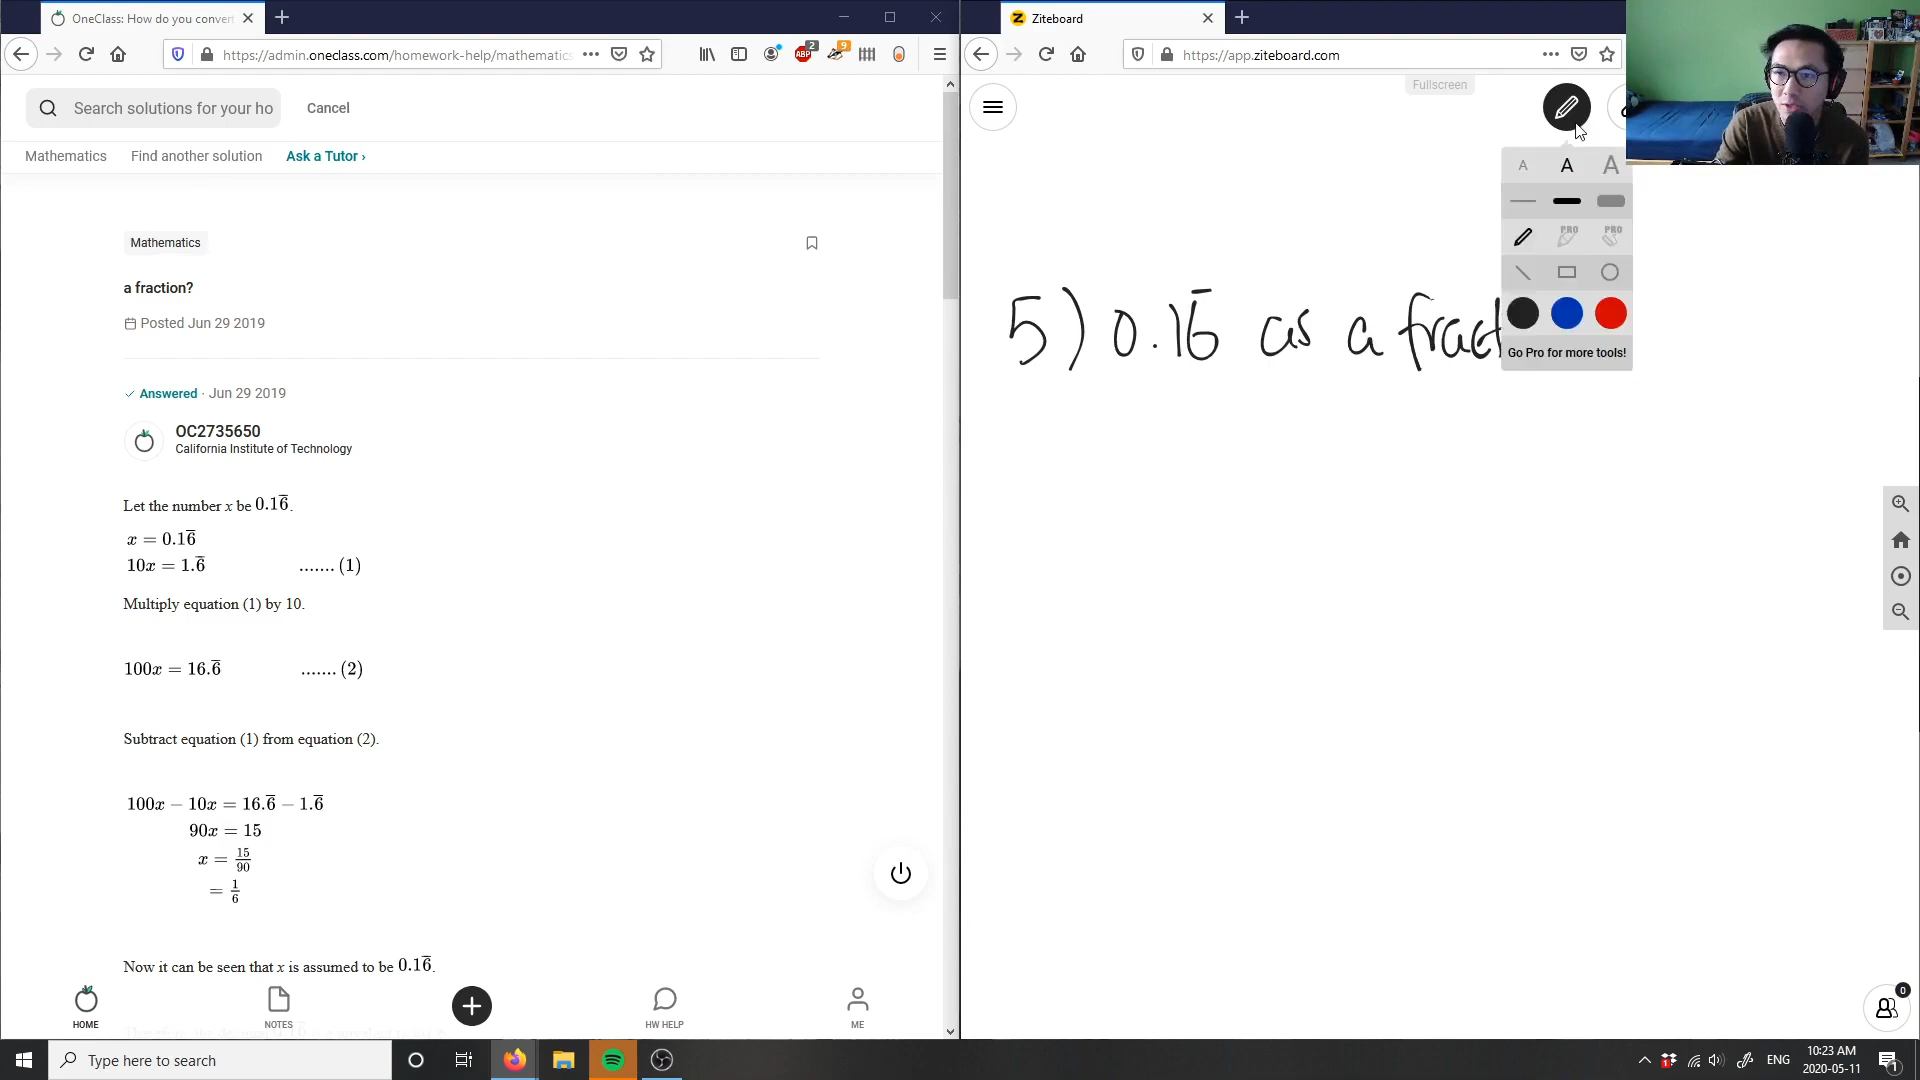 OneClass: How do you convert
Ziteboard
https://admin.oneclass.com/homework-help/mathematics
ABP
2
9
https://app.ziteboard.com
Search solutions for your ho
Cancel
Fullscreen
Mathematics
Find another solution
Ask a Tutor ›
A A A
PRO PRO
Go Pro for more tools!
Mathematics
a fraction?
Posted Jun 29 2019
Answered · Jun 29 2019
OC2735650
California Institute of Technology
Let the number x be 0.16̅.
x = 0.16̅
10x = 1.6̅ ....... (1)
Multiply equation (1) by 10.
100x = 16.6̅ ....... (2)
Subtract equation (1) from equation (2).
100x − 10x = 16.6̅ − 1.6̅
90x = 15
x = 15/90
= 1/6
Now it can be seen that x is assumed to be 0.16̅.
5) 0.16̅ as a fract
HOME
NOTES
HW HELP
ME
0
Type here to search
ENG
10:23 AM
2020-05-11
1